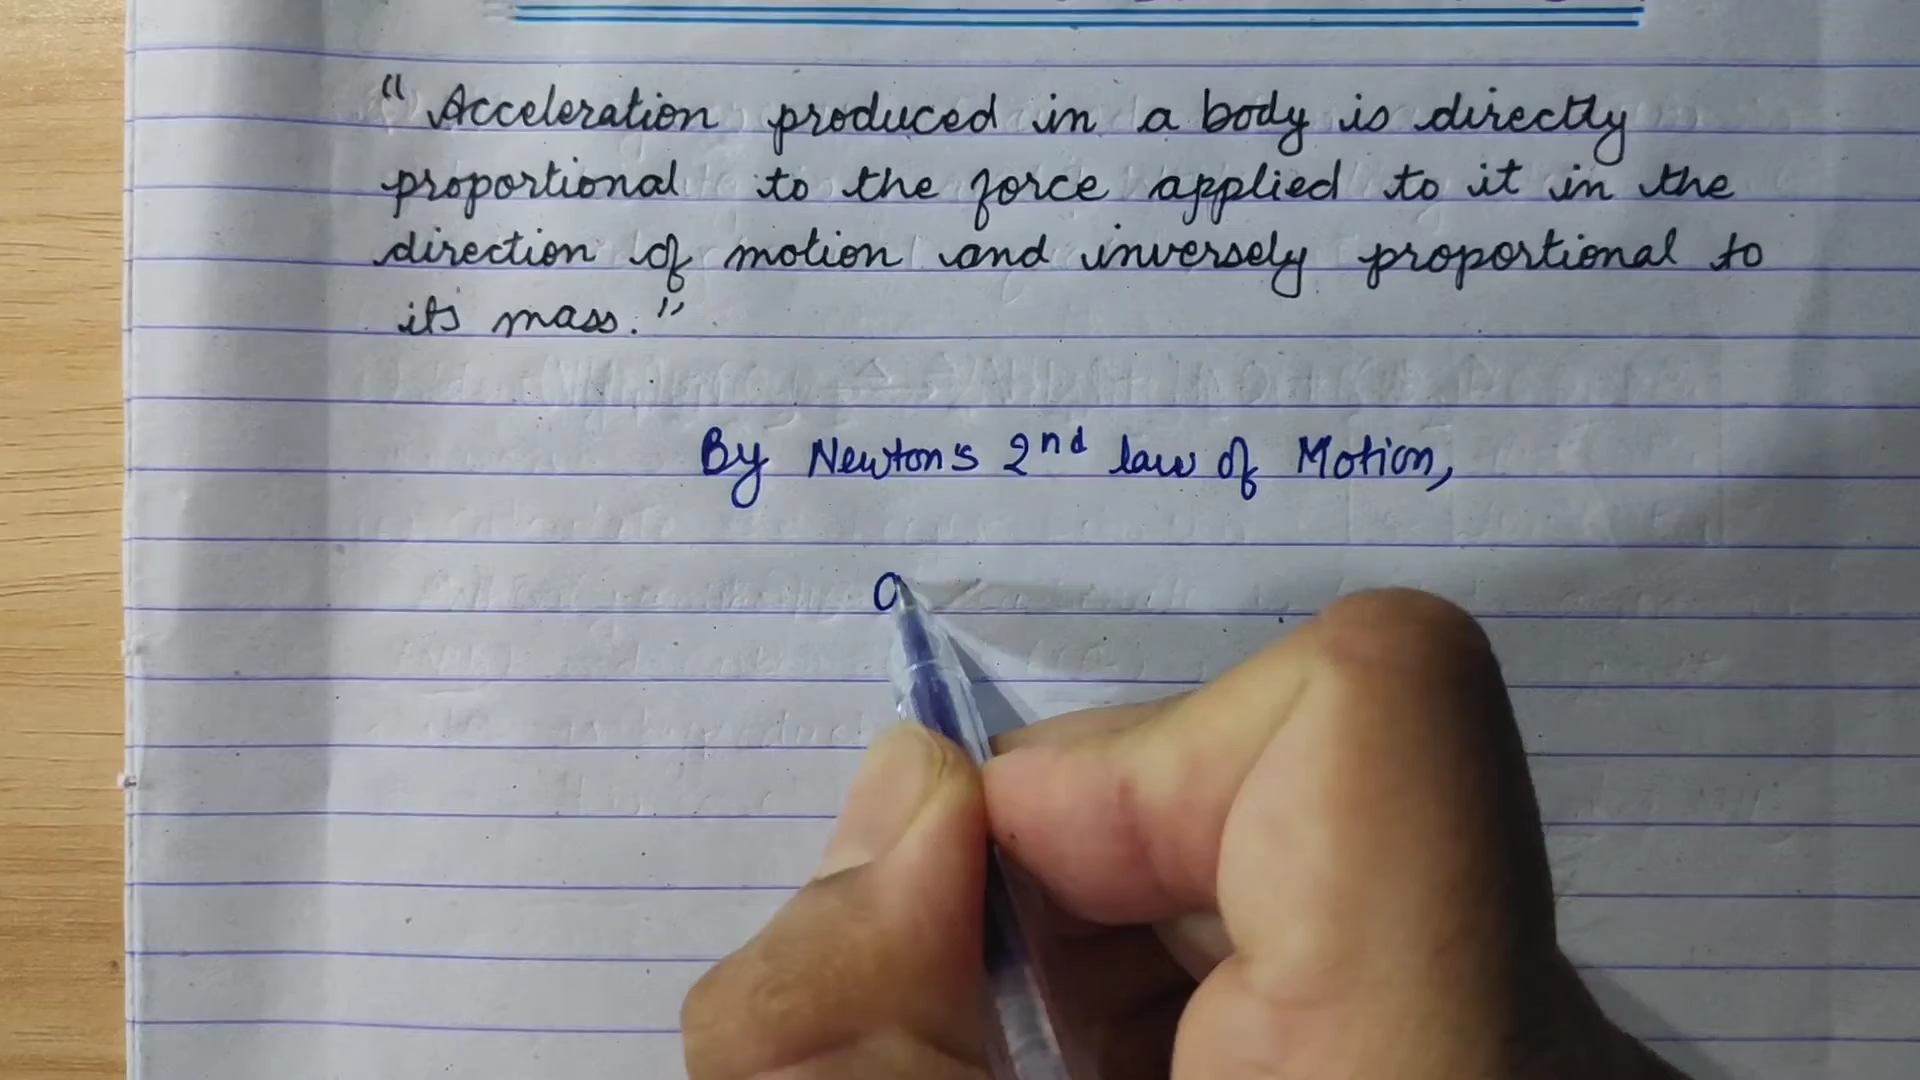 "Acceleration produced in a body is directly
proportional to the force applied to it in the
direction of motion and inversely proportional to
its mass."
By Newton's 2nd law of Motion,
a